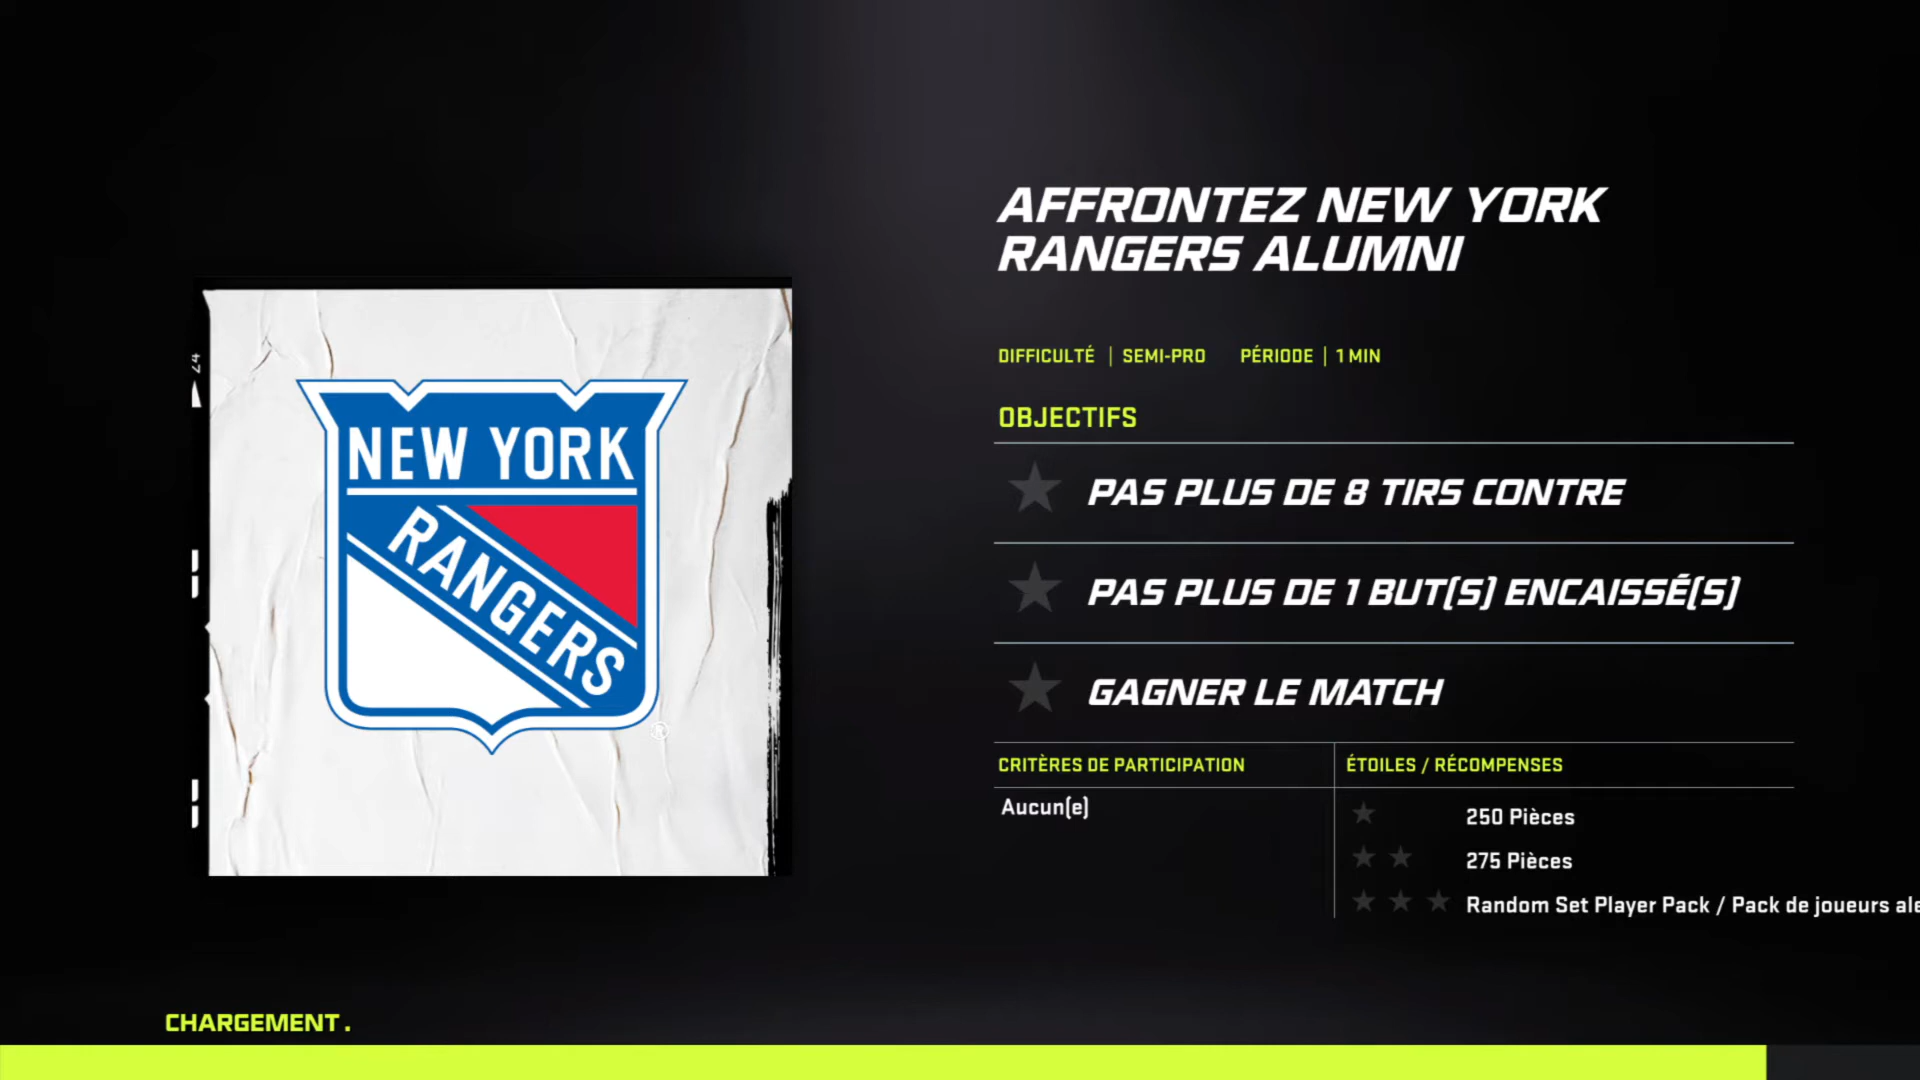 AFFRONTEZ NEW YORK
RANGERS ALUMNI
DIFFICULTÉ | SEMI-PRO PÉRIODE | 1 MIN
OBJECTIFS
PAS PLUS DE 8 TIRS CONTRE
PAS PLUS DE 1 BUT(S) ENCAISSÉ(S)
GAGNER LE MATCH
CRITÈRES DE PARTICIPATION
Aucun(e)
ÉTOILES / RÉCOMPENSES
250 Pièces
275 Pièces
Random Set Player Pack / Pack de joueurs ale
24
NEW YORK
RANGERS
®
CHARGEMENT .